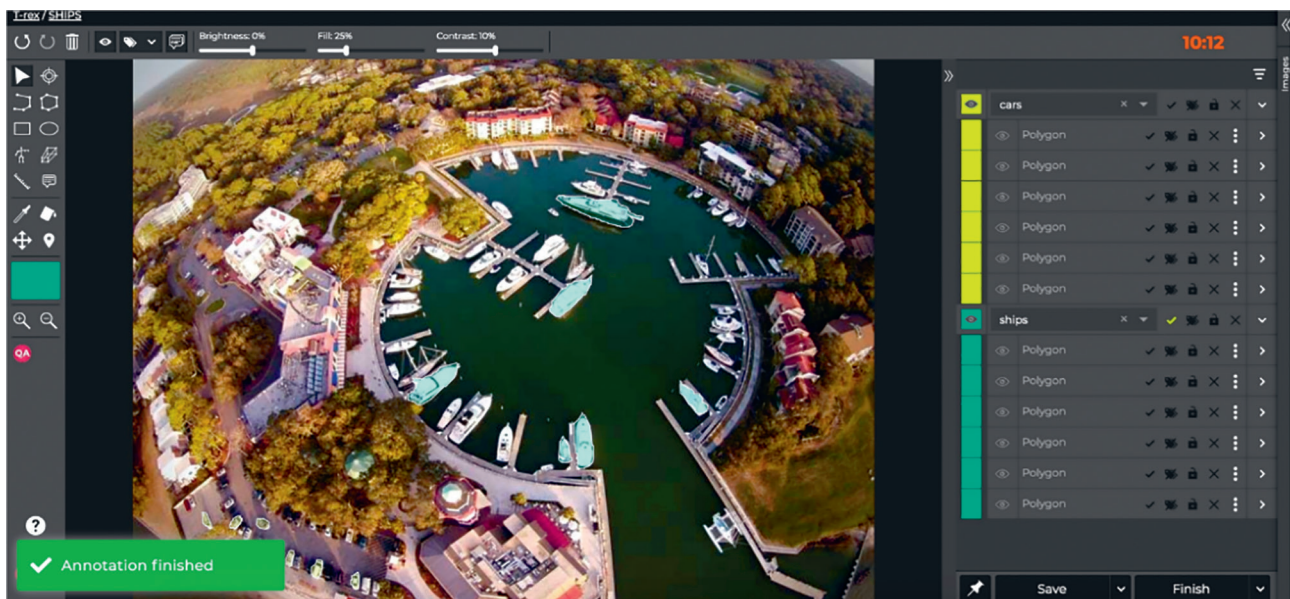 T-rex / SHIPS
Brightness: 0%
Fill: 25%
Contrast: 10%
10:12
Images
cars
Polygon
Polygon
Polygon
Polygon
Polygon
Polygon
ships
Polygon
Polygon
Polygon
Polygon
Polygon
Polygon
QA
?
Annotation finished
Save
Finish